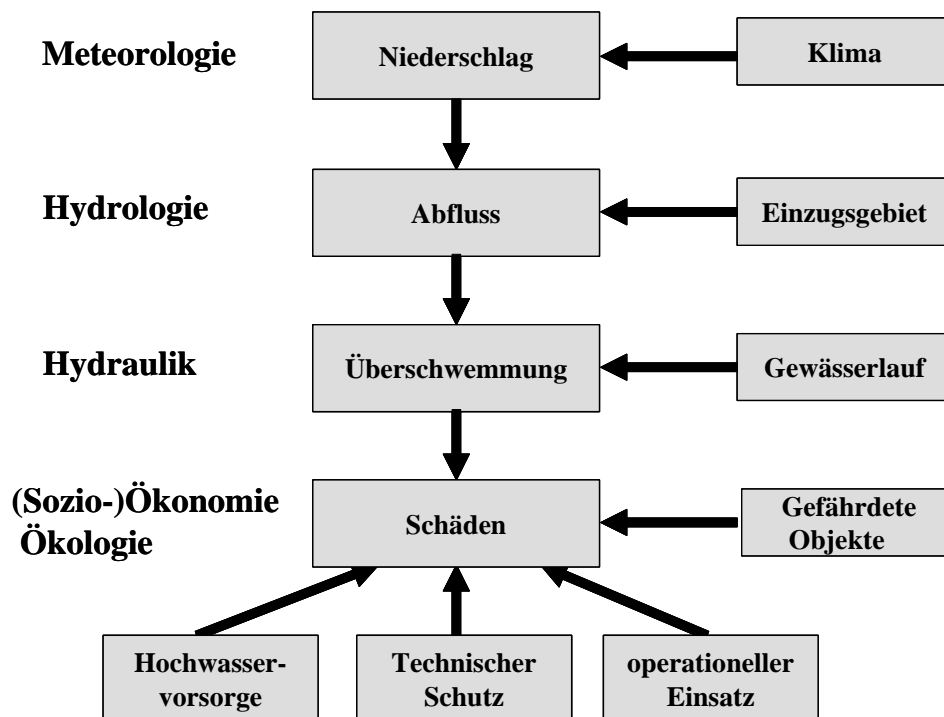 Meteorologie
Niederschlag
Klima
Hydrologie
Abfluss
Einzugsgebiet
Hydraulik
Überschwemmung
Gewässerlauf
(Sozio-)Ökonomie
Ökologie
Schäden
Gefährdete
Objekte
Hochwasser-
vorsorge
Technischer
Schutz
operationeller
Einsatz